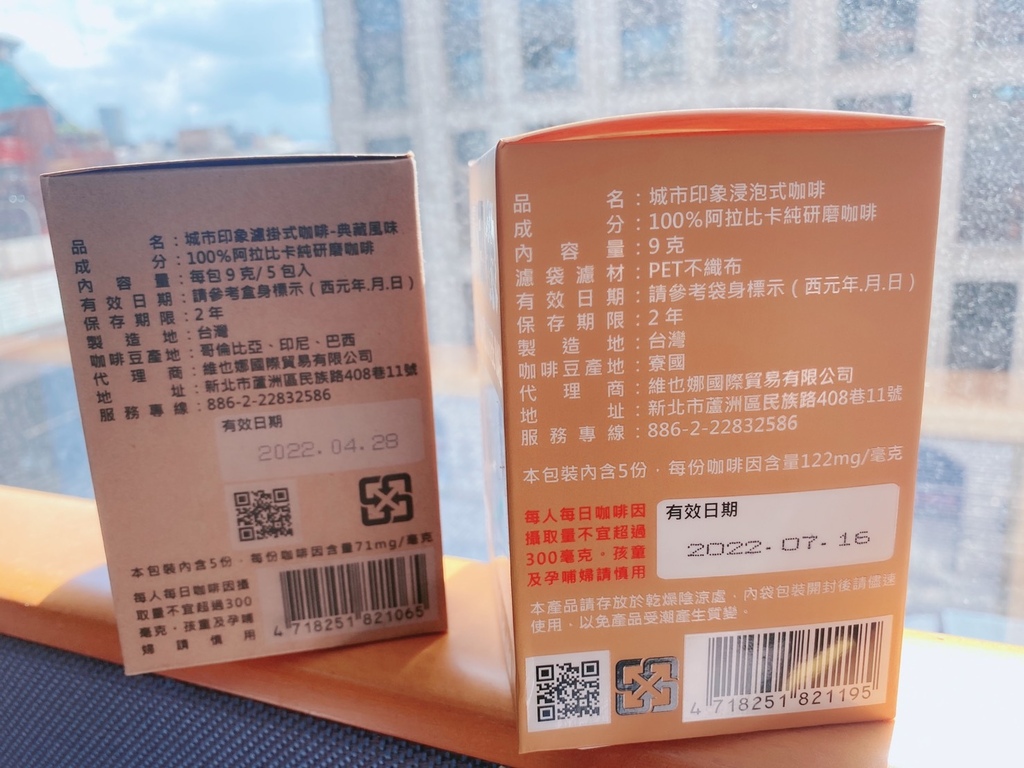 品名：城市印象濾掛式咖啡-典藏風味
成分：100%阿拉比卡純研磨咖啡
內容量：每包9克/5包入
有效日期：請參考盒身標示（西元年.月.日）
保存期限：2年
製造地：台灣
咖啡豆產地：哥倫比亞、印尼、巴西
代理商：維也娜國際貿易有限公司
地址：新北市蘆洲區民族路408巷11號
服務專線：886-2-22832586
有效日期
2022.04.28
本包裝內含5份，每份咖啡因含量71mg/毫克
每人每日咖啡因攝
取量不宜超過300
毫克。孩童及孕哺
婦請慎用
4 718251 821065
品名：城市印象浸泡式咖啡
成分：100%阿拉比卡純研磨咖啡
內容量：9克
濾袋濾材：PET不織布
有效日期：請參考袋身標示（西元年.月.日）
保存期限：2年
製造地：台灣
咖啡豆產地：寮國
代理商：維也娜國際貿易有限公司
地址：新北市蘆洲區民族路408巷11號
服務專線：886-2-22832586
本包裝內含5份，每份咖啡因含量122mg/毫克
每人每日咖啡因
攝取量不宜超過
300毫克。孩童
及孕哺婦請慎用
有效日期
2022.07.16
本產品請存放於乾燥陰涼處，內袋包裝開封後請儘速
使用，以免產品受潮產生質變。
4 718251 821195